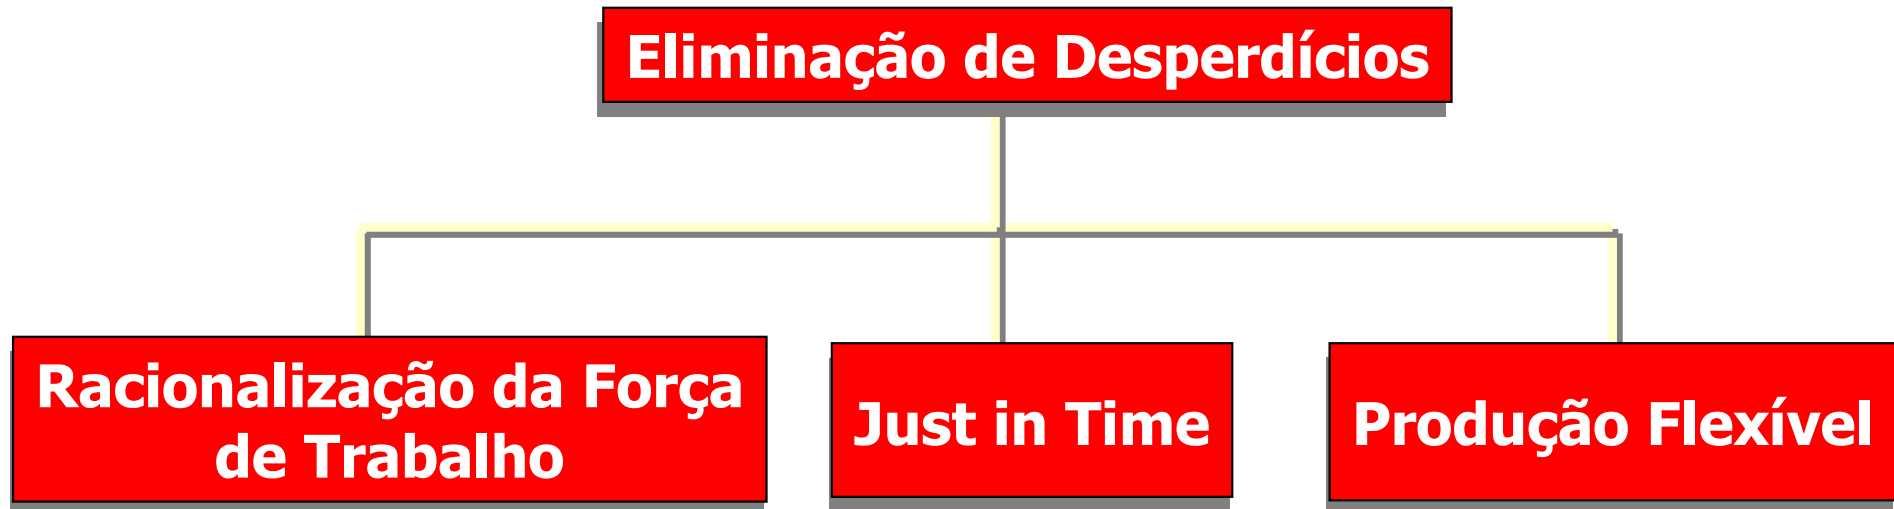 Eliminação de Desperdícios
Racionalização da Força
de Trabalho
Just in Time
Produção Flexível